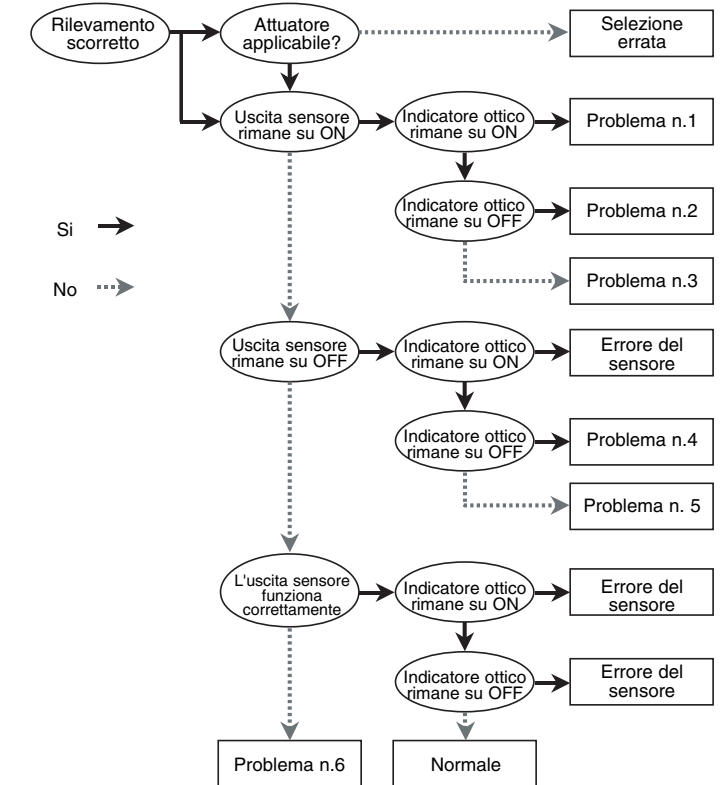 Rilevamento
scorretto
Attuatore
applicabile?
Selezione
errata
Uscita sensore
rimane su ON
Indicatore ottico
rimane su ON
Problema n.1
Indicatore ottico
rimane su OFF
Problema n.2
Si
No
Problema n.3
Uscita sensore
rimane su OFF
Indicatore ottico
rimane su ON
Errore del
sensore
Indicatore ottico
rimane su OFF
Problema n.4
Problema n. 5
L'uscita sensore
funziona
correttamente
Indicatore ottico
rimane su ON
Errore del
sensore
Indicatore ottico
rimane su OFF
Errore del
sensore
Problema n.6
Normale